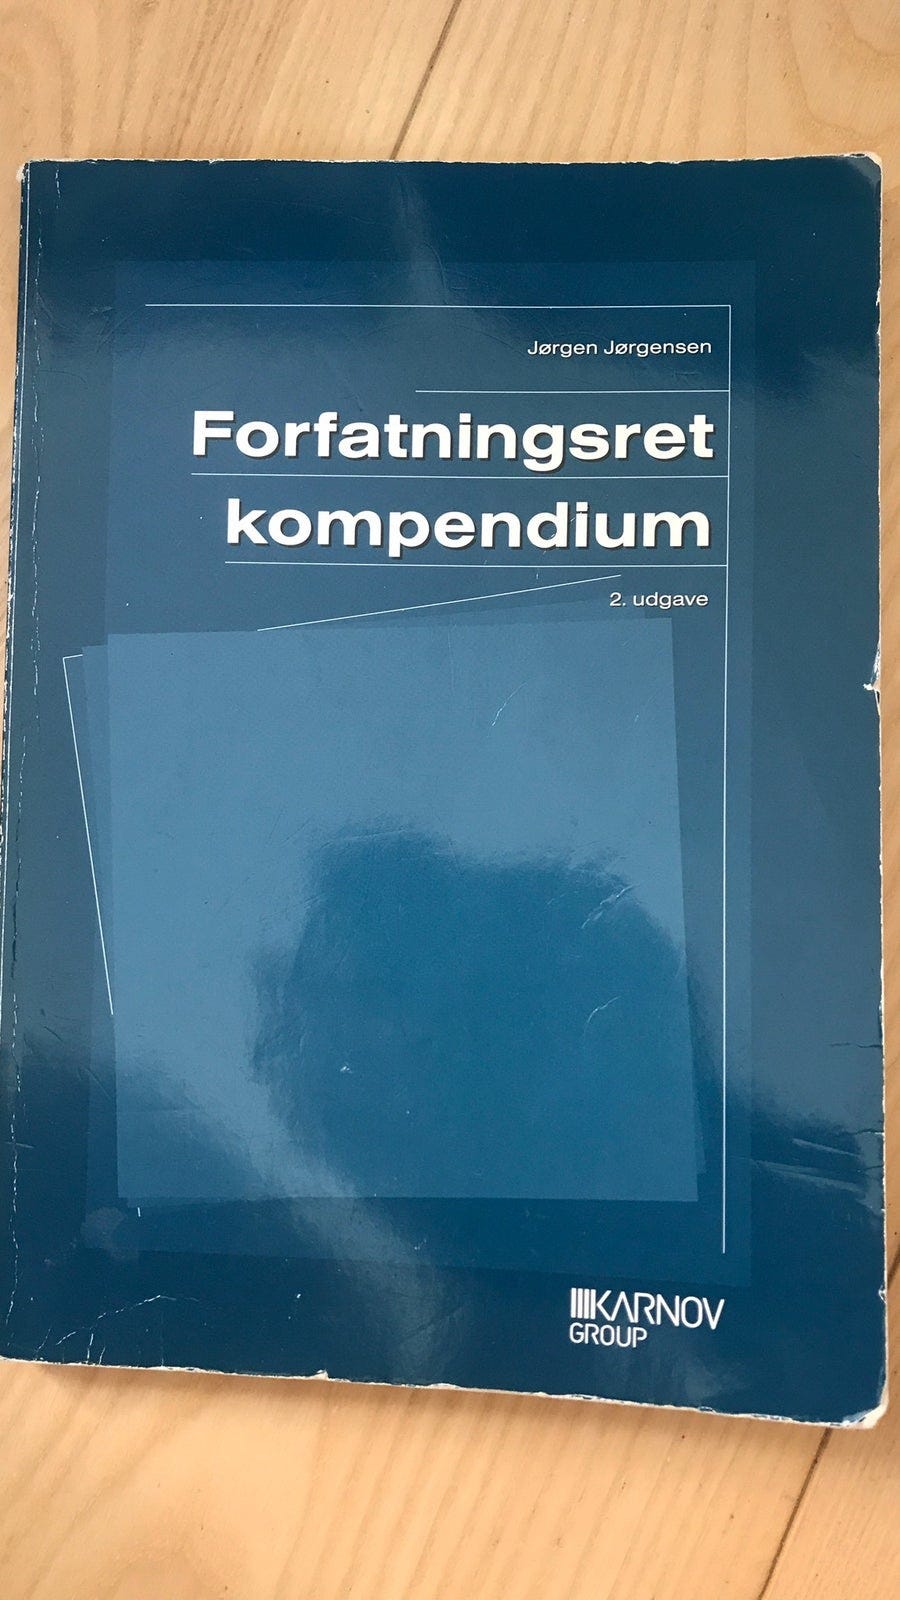 Jørgen Jørgensen
Forfatningsret
kompendium
2. udgave
KARNOV
GROUP